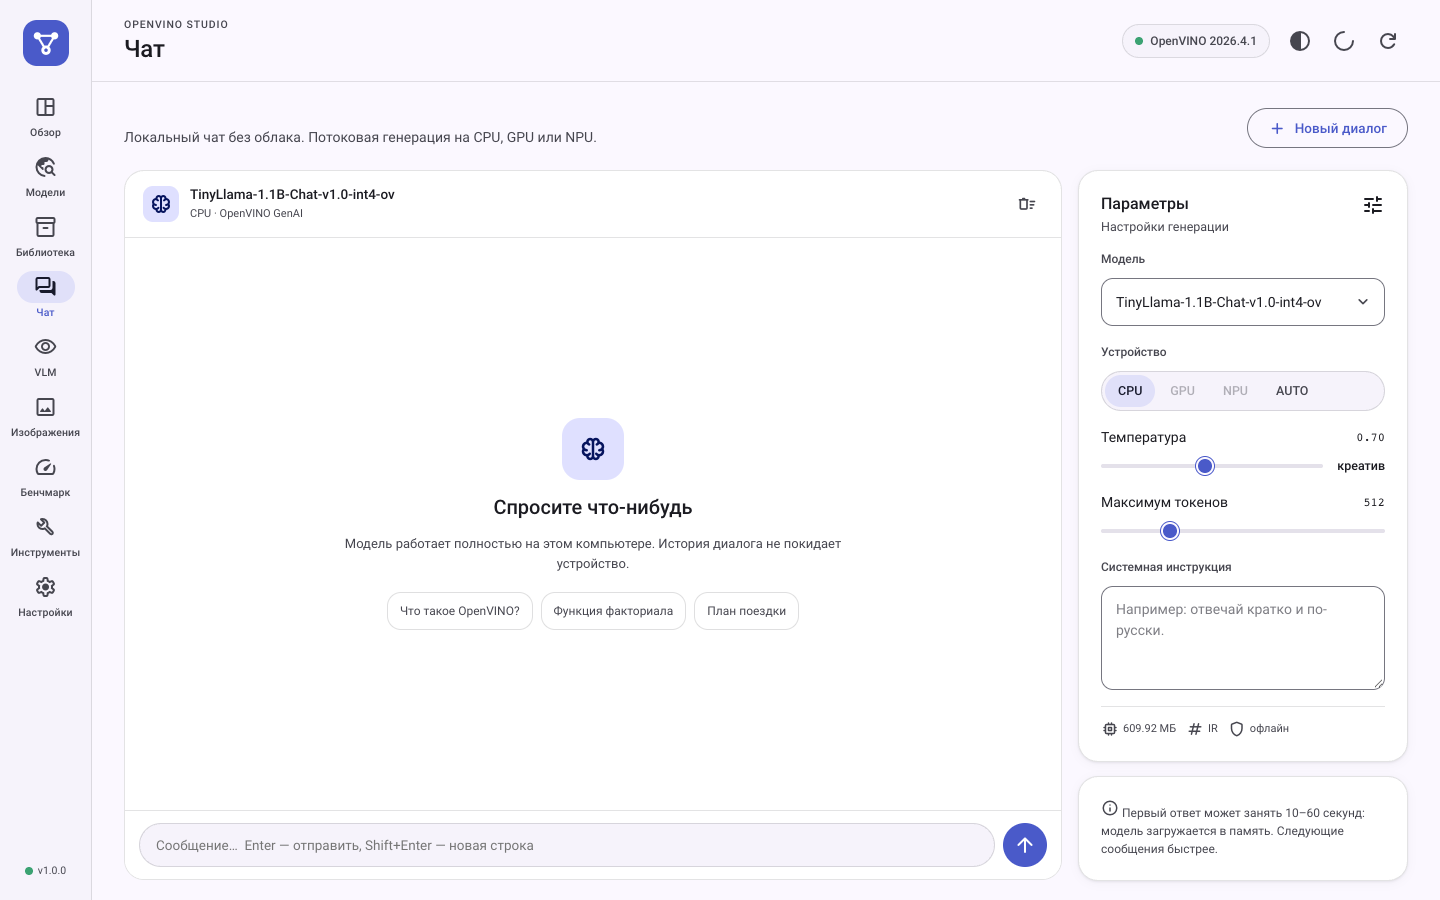 OPENVINO STUDIO
Чат
OpenVINO 2026.4.1
Обзор
Модели
Библиотека
Чат
VLM
Изображения
Бенчмарк
Инструменты
Настройки
v1.0.0
Локальный чат без облака. Потоковая генерация на CPU, GPU или NPU.
Новый диалог
TinyLlama-1.1B-Chat-v1.0-int4-ov
CPU · OpenVINO GenAI
Спросите что-нибудь
Модель работает полностью на этом компьютере. История диалога не покидает
устройство.
Что такое OpenVINO?
Функция факториала
План поездки
Сообщение… Enter — отправить, Shift+Enter — новая строка
Параметры
Настройки генерации
Модель
TinyLlama-1.1B-Chat-v1.0-int4-ov
Устройство
CPU GPU NPU AUTO
Температура 0.70
креатив
Максимум токенов 512
Системная инструкция
Например: отвечай кратко и по-
русски.
609.92 МБ IR офлайн
Первый ответ может занять 10–60 секунд:
модель загружается в память. Следующие
сообщения быстрее.